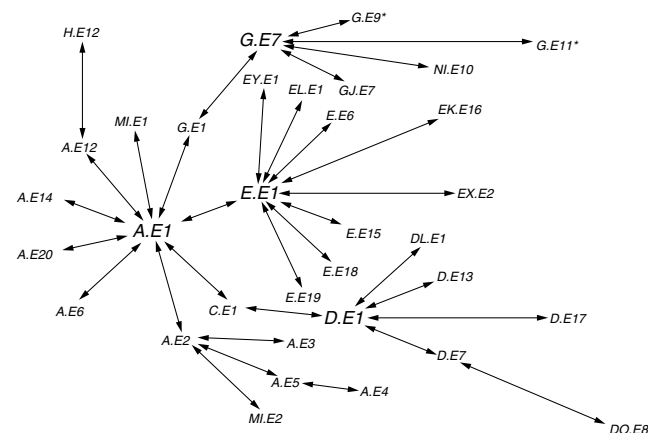 G.E9*
H.E12
G.E7
G.E11*
NI.E10
EY.E1
EL.E1
GJ.E7
EK.E16
E.E6
MI.E1
G.E1
A.E12
A.E14
E.E1
EX.E2
A.E1
E.E15
DL.E1
A.E20
E.E18
D.E13
E.E19
A.E6
C.E1
D.E1
D.E17
A.E2
A.E3
D.E7
A.E5
A.E4
MI.E2
DO.E8